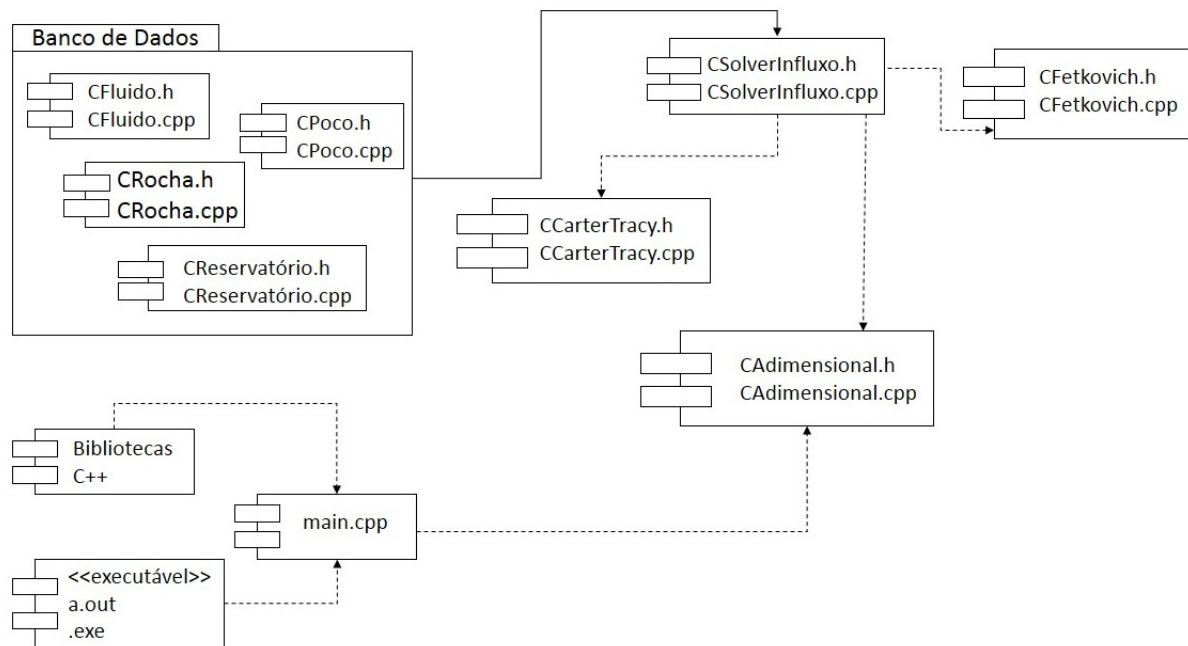 Banco de Dados
CFluido.h
CFluido.cpp
CPoco.h
CPoco.cpp
CRocha.h
CRocha.cpp
CReservatório.h
CReservatório.cpp
CSolverInfluxo.h
CSolverInfluxo.cpp
CFetkovich.h
CFetkovich.cpp
CCarterTracy.h
CCarterTracy.cpp
CAdimensional.h
CAdimensional.cpp
Bibliotecas
C++
main.cpp
<<executável>>
a.out
.exe